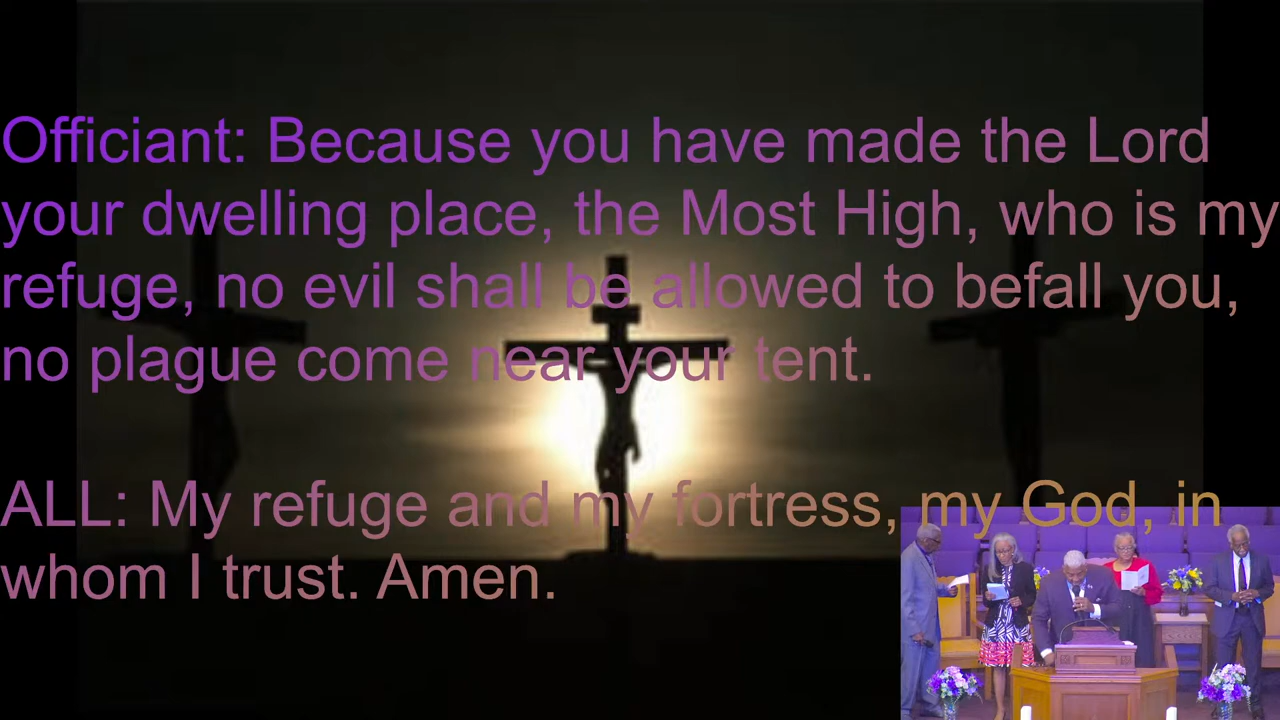 Officiant: Because you have made the Lord
your dwelling place, the Most High, who is my
refuge, no evil shall be allowed to befall you,
no plague come near your tent.
ALL: My refuge and my fortress, my God, in
whom I trust. Amen.